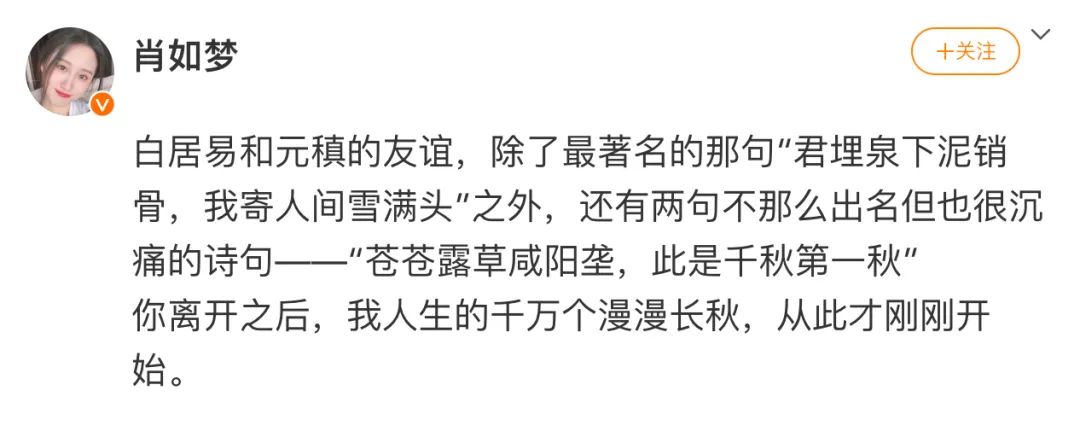 肖如梦
+关注
白居易和元稹的友谊，除了最著名的那句"君埋泉下泥销
骨，我寄人间雪满头"之外，还有两句不那么出名但也很沉
痛的诗句——“苍苍露草咸阳垄，此是千秋第一秋”
你离开之后，我人生的千万个漫漫长秋，从此才刚刚开
始。